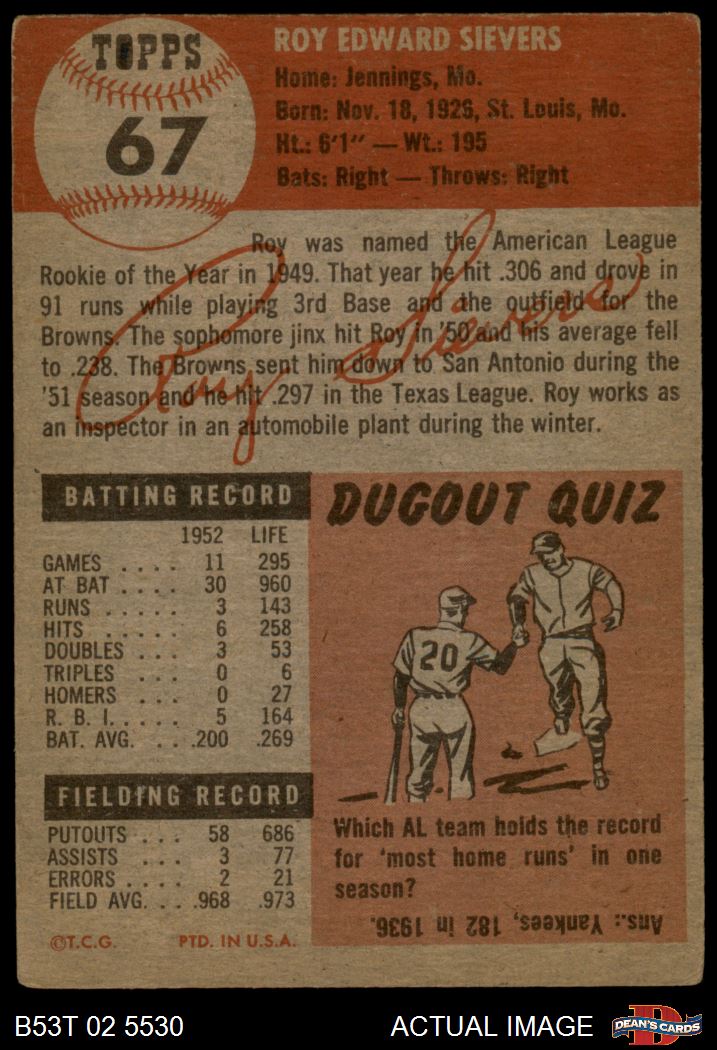 TOPPS
67
ROY EDWARD SIEVERS
Home: Jennings, Mo.
Born: Nov. 18, 1926, St. Louis, Mo.
Ht.: 6'1" — Wt.: 195
Bats: Right — Throws: Right
Roy was named the American League
Rookie of the Year in 1949. That year he hit .306 and drove in
91 runs while playing 3rd Base and the outfield for the
Browns. The sophomore jinx hit Roy in '50 and his average fell
to .238. The Browns sent him down to San Antonio during the
'51 season and he hit .297 in the Texas League. Roy works as
an inspector in an automobile plant during the winter.
Roy Sievers
BATTING RECORD
1952 LIFE
GAMES . . . . 11 295
AT BAT . . . . 30 960
RUNS . . . . . 3 143
HITS . . . . . 6 258
DOUBLES . . . 3 53
TRIPLES . . . 0 6
HOMERS . . . 0 27
R. B. I. . . . . 5 164
BAT. AVG. . . .200 .269
FIELDING RECORD
PUTOUTS . . . 58 686
ASSISTS . . . 3 77
ERRORS . . . . 2 21
FIELD AVG. . .968 .973
©T.C.G. PTD. IN U.S.A.
DUGOUT QUIZ
20
Which AL team holds the record
for 'most home runs' in one
season?
Ans.: Yankees, 182 in 1936.
B53T 02 5530 ACTUAL IMAGE
D
DEAN'S CARDS